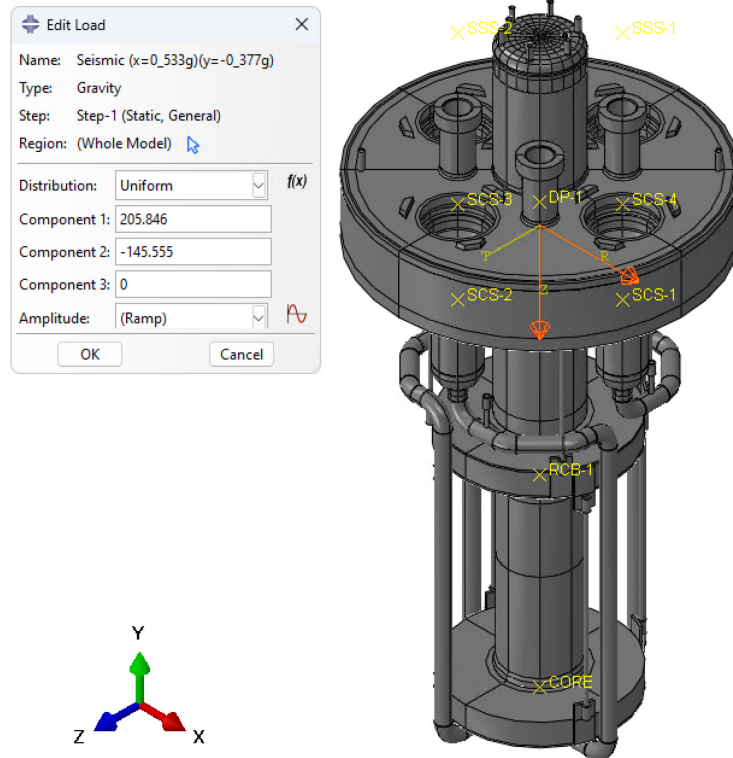 Edit Load
Name: Seismic (x=0_533g)(y=-0_377g)
Type: Gravity
Step: Step-1 (Static, General)
Region: (Whole Model)
Distribution: Uniform f(x)
Component 1: 205.846
Component 2: -145.555
Component 3: 0
Amplitude: (Ramp)
OK Cancel
SSS-2 SSS-1
SCS-3 DP-1 SCS-4
T R
Z
SCS-2 SCS-1
RCB-1
CORE
Y
Z X